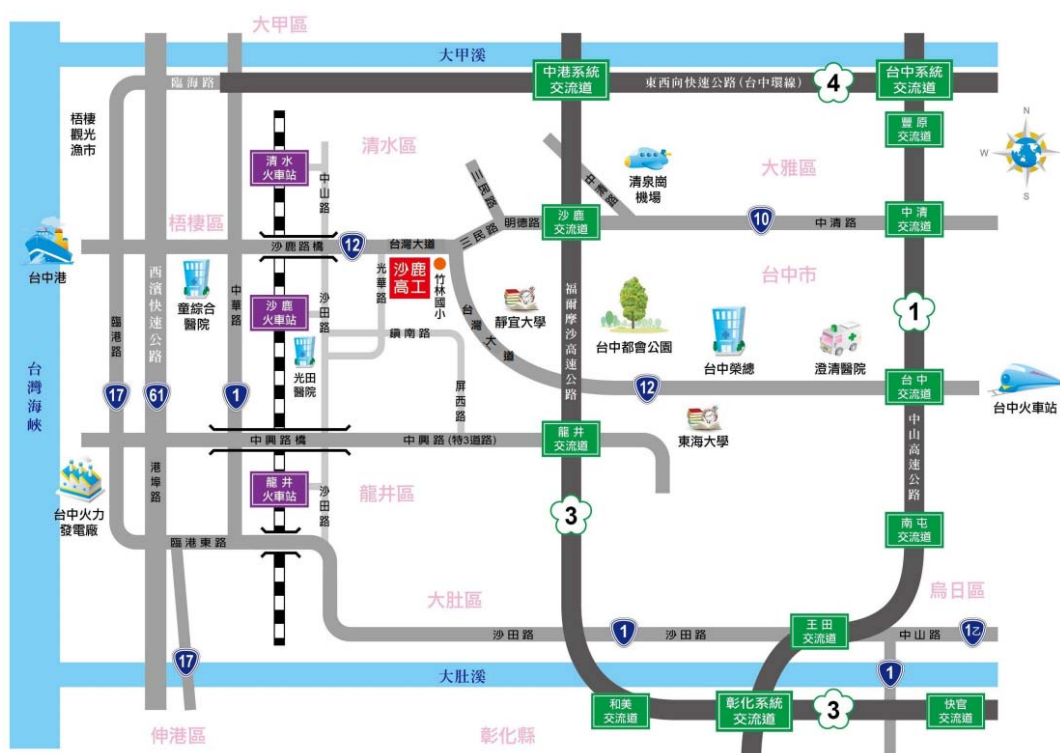 大甲區
大甲溪
臨海路
中港系統
交流道
東西向快速公路(台中環線)
4
台中系統
交流道
梧棲
觀光
漁市
清水區
豐原
交流道
N
W
E
S
清水
火車站
中山路
三民路
中清路
清泉崗
機場
大雅區
梧棲區
沙鹿路橋
12
台灣大道
三民路
明德路
沙鹿
交流道
10
中清路
中清
交流道
台中港
西濱快速公路
童綜合
醫院
中華路
光華路
沙鹿
高工
竹林國小
台中市
臨港路
沙鹿
火車站
沙田路
鎮南路
台灣大道
靜宜大學
福爾摩沙高速公路
台中都會公園
台中榮總
澄清醫院
1
台灣海峽
光田
醫院
屏西路
17
61
1
12
台中
交流道
台中火車站
東海大學
中興路橋
中興路(特3道路)
龍井
交流道
中山高速公路
台中火力
發電廠
港埠路
龍井
火車站
沙田路
龍井區
3
南屯
交流道
臨港東路
大肚區
烏日區
沙田路
1
沙田路
王田
交流道
中山路
1乙
17
大肚溪
1
和美
交流道
彰化系統
交流道
3
快官
交流道
伸港區
彰化縣